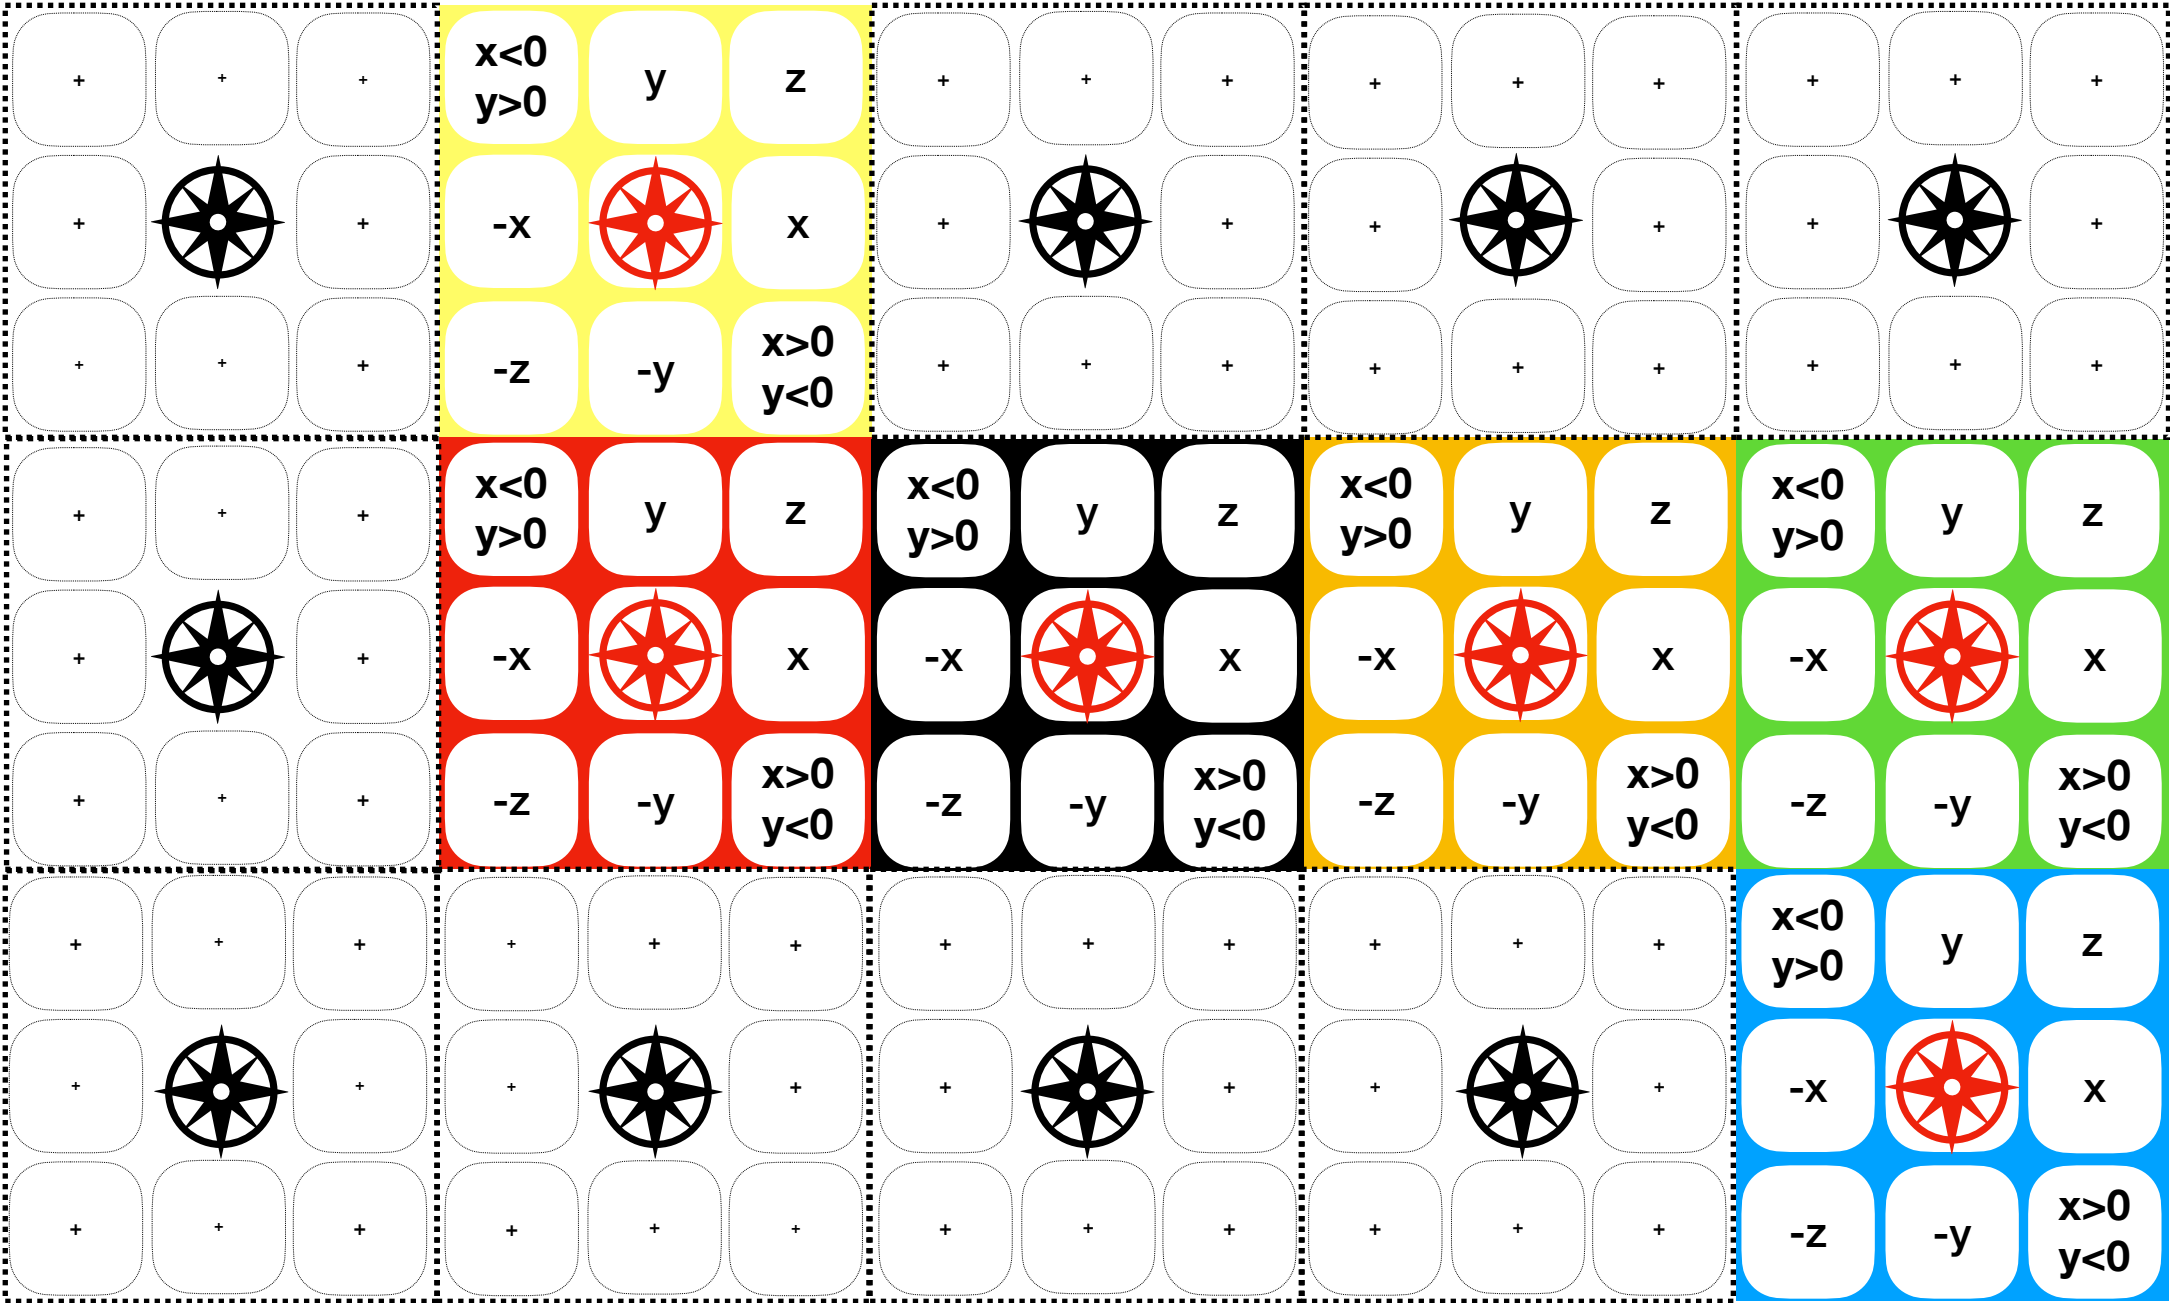 + + + x<0 y z + + + + + + + + +
y>0
+ + -x x + + + + + +
+ + + -z -y x>0 + + + + + + + + +
y<0
+ + + x<0 y z x<0 y z x<0 y z x<0 y z
y>0 y>0 y>0 y>0
+ + -x x -x x -x x -x x
+ + + -z -y x>0 -z -y x>0 -z -y x>0 -z -y x>0
y<0 y<0 y<0 y<0
+ + + + + + + + + + + + x<0 y z
y>0
+ + + + + + + + -x x
+ + + + + + + + + + + + -z -y x>0
y<0